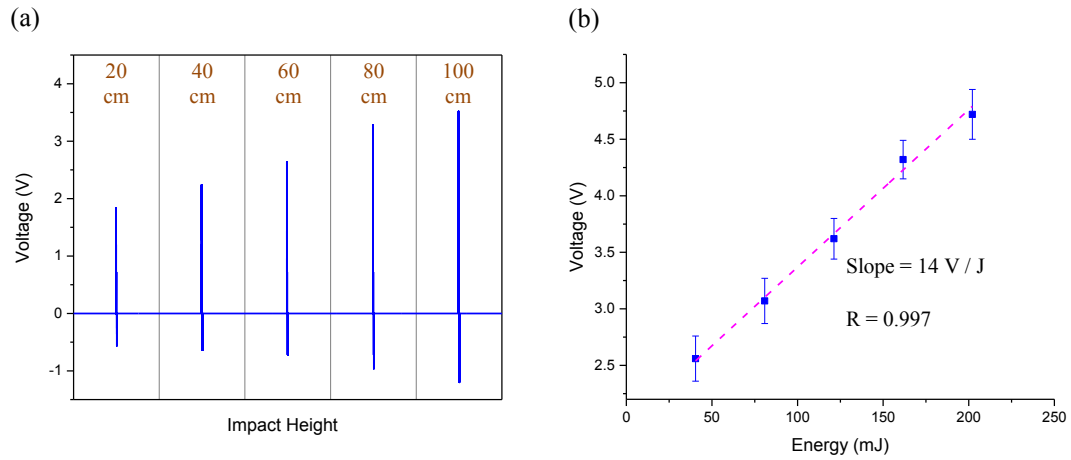 (a)
20 cm
40 cm
60 cm
80 cm
100 cm
4
3
2
1
0
-1
Voltage (V)
Impact Height
(b)
5.0
4.5
4.0
3.5
3.0
2.5
Voltage (V)
Slope = 14 V / J
R = 0.997
0 50 100 150 200 250
Energy (mJ)